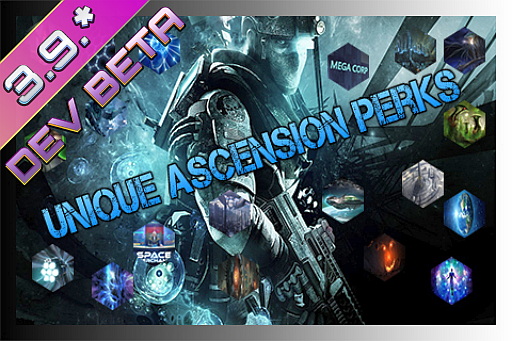 3.9.*
DEV BETA
MEGA CORP
UNIQUE ASCENSION PERKS
SPACE